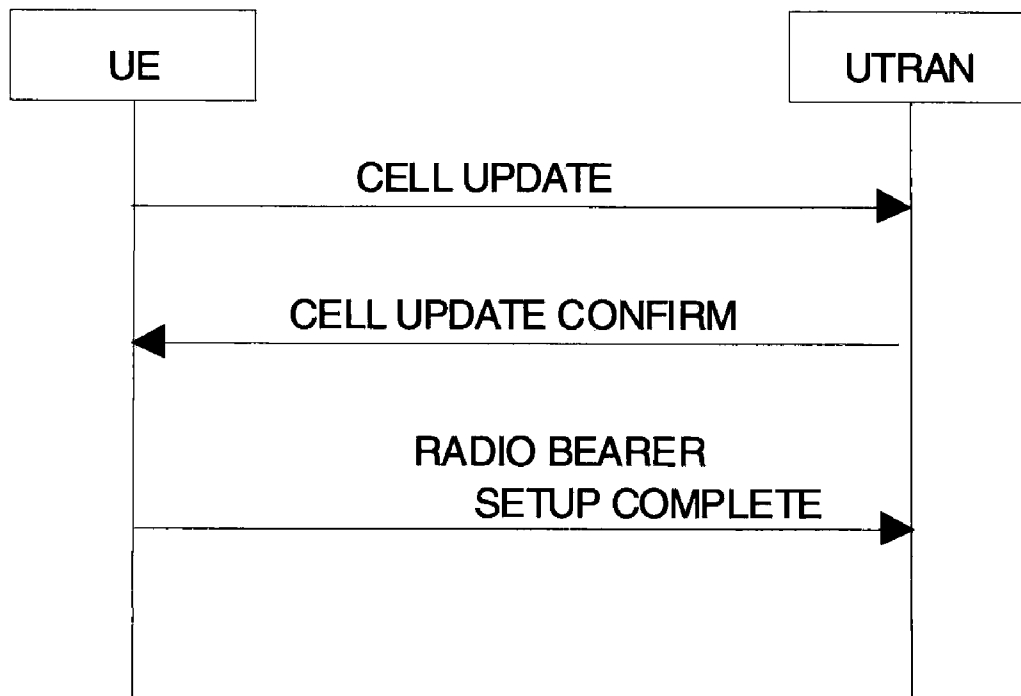 UE
UTRAN
CELL UPDATE
CELL UPDATE CONFIRM
RADIO BEARER
SETUP COMPLETE